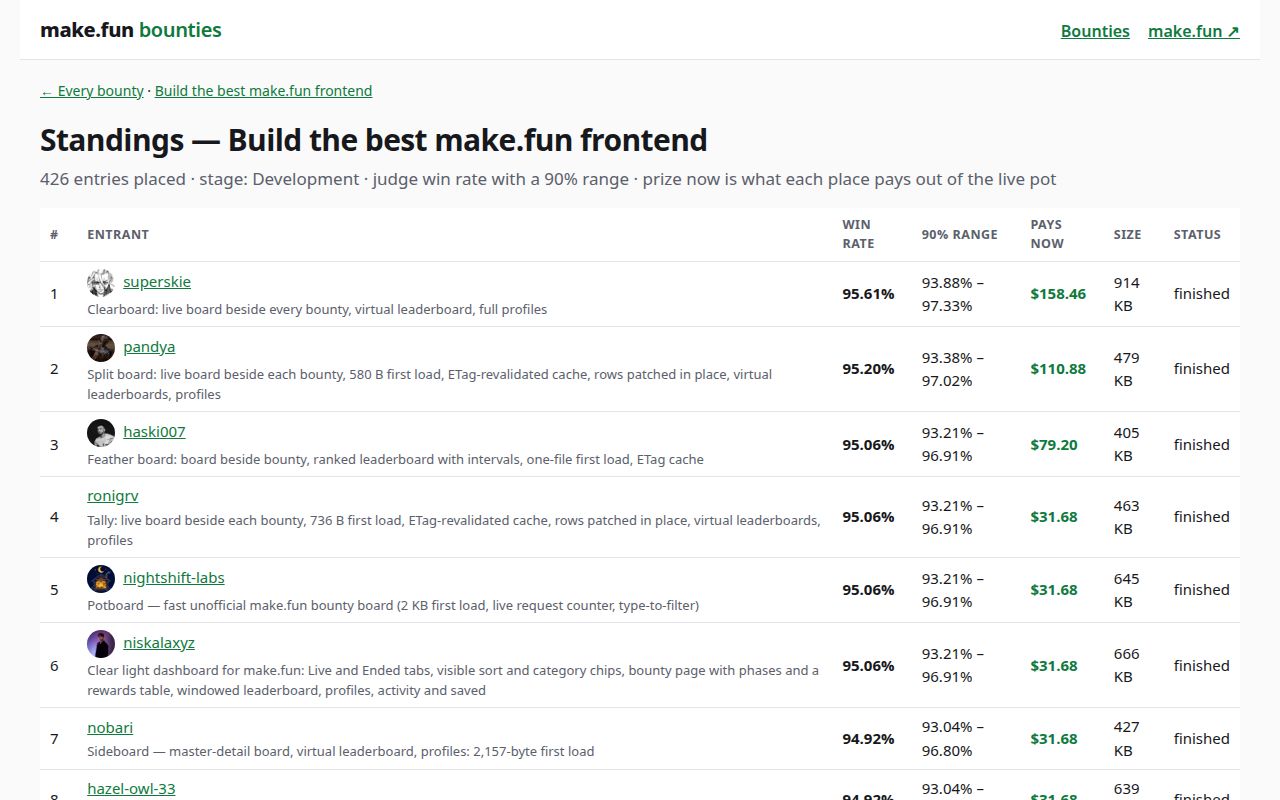 make.fun bounties
Bounties make.fun ↗
← Every bounty · Build the best make.fun frontend
Standings — Build the best make.fun frontend
426 entries placed · stage: Development · judge win rate with a 90% range · prize now is what each place pays out of the live pot
# ENTRANT WIN RATE 90% RANGE PAYS NOW SIZE STATUS
1 superskie 95.61% 93.88% – 97.33% $158.46 914 KB finished
Clearboard: live board beside every bounty, virtual leaderboard, full profiles
2 pandya 95.20% 93.38% – 97.02% $110.88 479 KB finished
Split board: live board beside each bounty, 580 B first load, ETag-revalidated cache, rows patched in place, virtual
leaderboards, profiles
3 haski007 95.06% 93.21% – 96.91% $79.20 405 KB finished
Feather board: board beside bounty, ranked leaderboard with intervals, one-file first load, ETag cache
4 ronigrv 95.06% 93.21% – 96.91% $31.68 463 KB finished
Tally: live board beside each bounty, 736 B first load, ETag-revalidated cache, rows patched in place, virtual leaderboards,
profiles
5 nightshift-labs 95.06% 93.21% – 96.91% $31.68 645 KB finished
Potboard — fast unofficial make.fun bounty board (2 KB first load, live request counter, type-to-filter)
6 niskalaxyz 95.06% 93.21% – 96.91% $31.68 666 KB finished
Clear light dashboard for make.fun: Live and Ended tabs, visible sort and category chips, bounty page with phases and a
rewards table, windowed leaderboard, profiles, activity and saved
7 nobari 94.92% 93.04% – 96.80% $31.68 427 KB finished
Sideboard — master-detail board, virtual leaderboard, profiles: 2,157-byte first load
8 hazel-owl-33 94.92% 93.04% – $31.68 639 finished